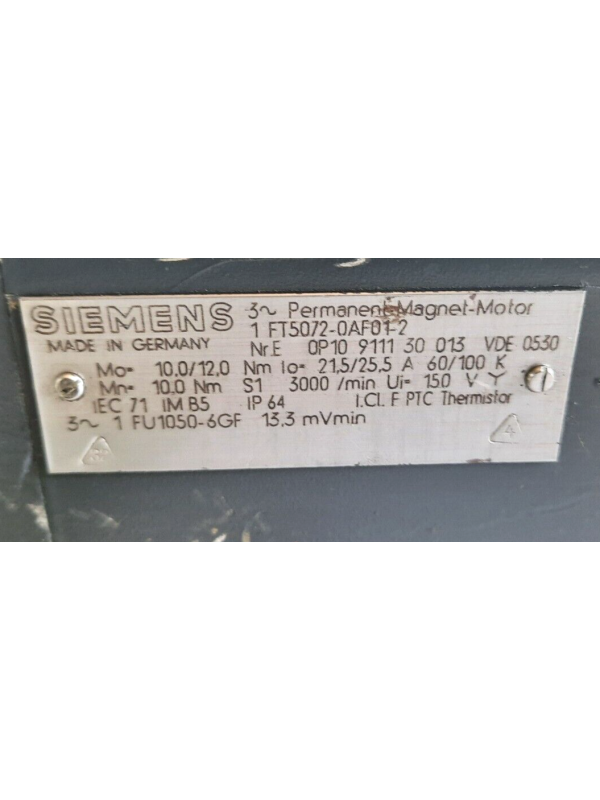 SIEMENS
MADE IN GERMANY
3~ Permanent-Magnet-Motor
1 FT5072-0AF01-2
Nr.E 0P10 9111 30 013 VDE 0530
Mo= 10.0/12,0 Nm Io= 21,5/25,5 A 60/100 K
Mn= 10.0 Nm S1 3000 /min Ui= 150 V Y
IEC 71 IM B5 IP 64 I.Cl. F PTC Thermistor
3~ 1 FU1050-6GF 13.3 mVmin
4